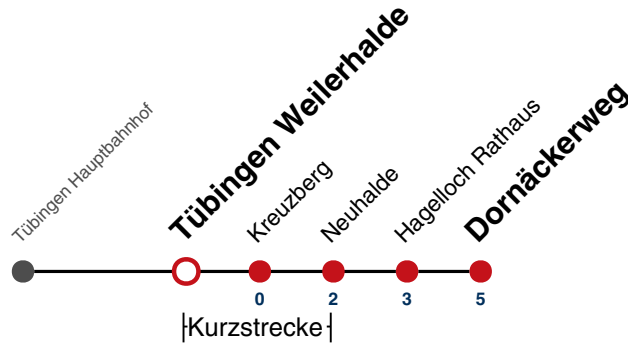 Tübingen Hauptbahnhof
Tübingen Weilerhalde
Kreuzberg
Neuhalde
Hagelloch Rathaus
Dornäckerweg
0 2 3 5
Kurzstrecke